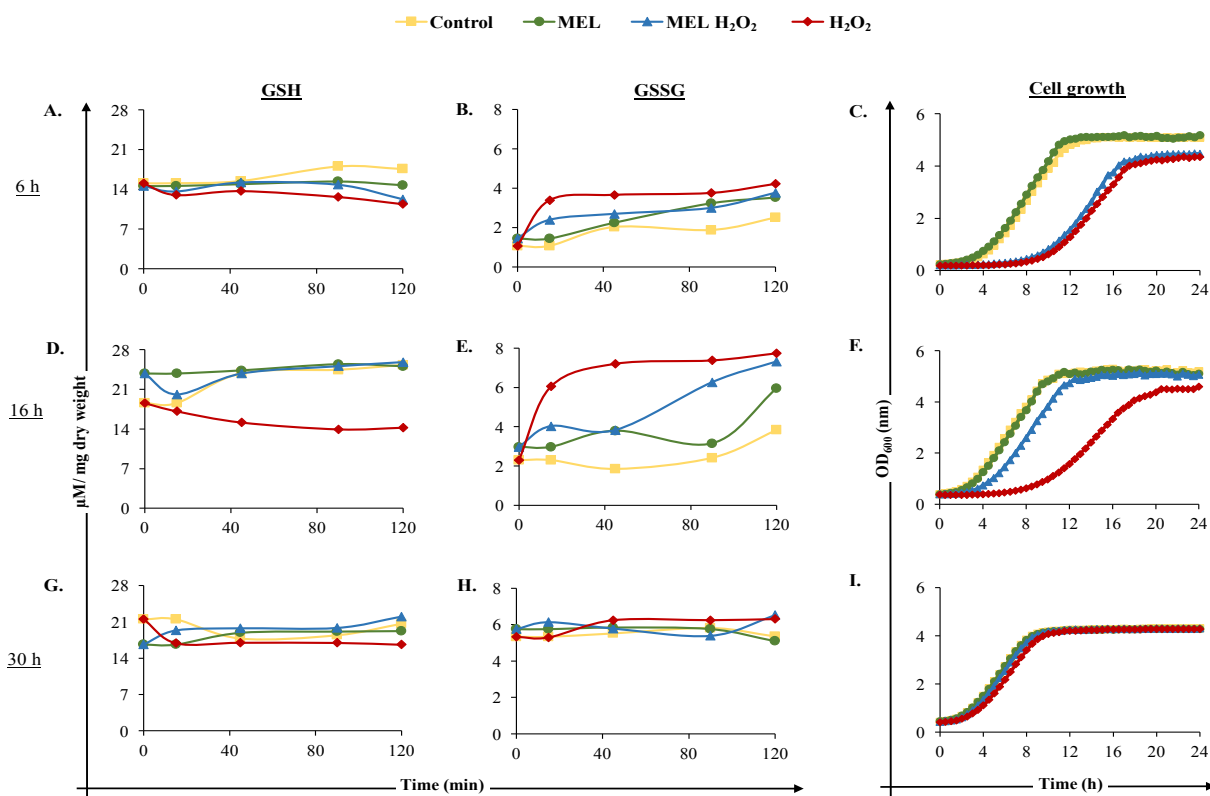 Control MEL MEL H₂O₂ H₂O₂
GSH GSSG Cell growth
A. B. C.
28 8 6
21 6 4
14 4
7 2 2
0 0 0
0 40 80 120 0 40 80 120 0 4 8 12 16 20 24
6 h
D. E. F.
28 8 6
21 6 4
14 4
7 2 2
0 0 0
0 40 80 120 0 40 80 120 0 4 8 12 16 20 24
16 h
µM/ mg dry weight
OD₆₀₀ (nm)
G. H. I.
28 8 6
21 6 4
14 4
7 2 2
0 0 0
0 40 80 120 0 40 80 120 0 4 8 12 16 20 24
30 h
Time (min) Time (h)